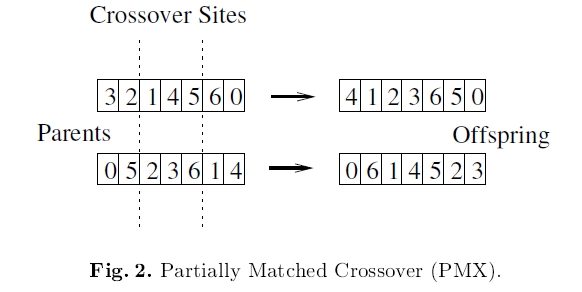 Crossover Sites
3 2 1 4 5 6 0
4 1 2 3 6 5 0
Parents
Offspring
0 5 2 3 6 1 4
0 6 1 4 5 2 3
Fig. 2. Partially Matched Crossover (PMX).